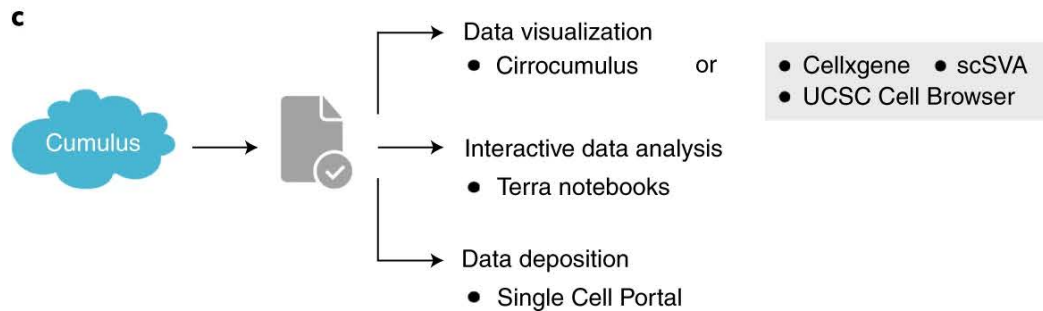 c
Cumulus
Data visualization
● Cirrocumulus or
● Cellxgene ● scSVA
● UCSC Cell Browser
Interactive data analysis
● Terra notebooks
Data deposition
● Single Cell Portal